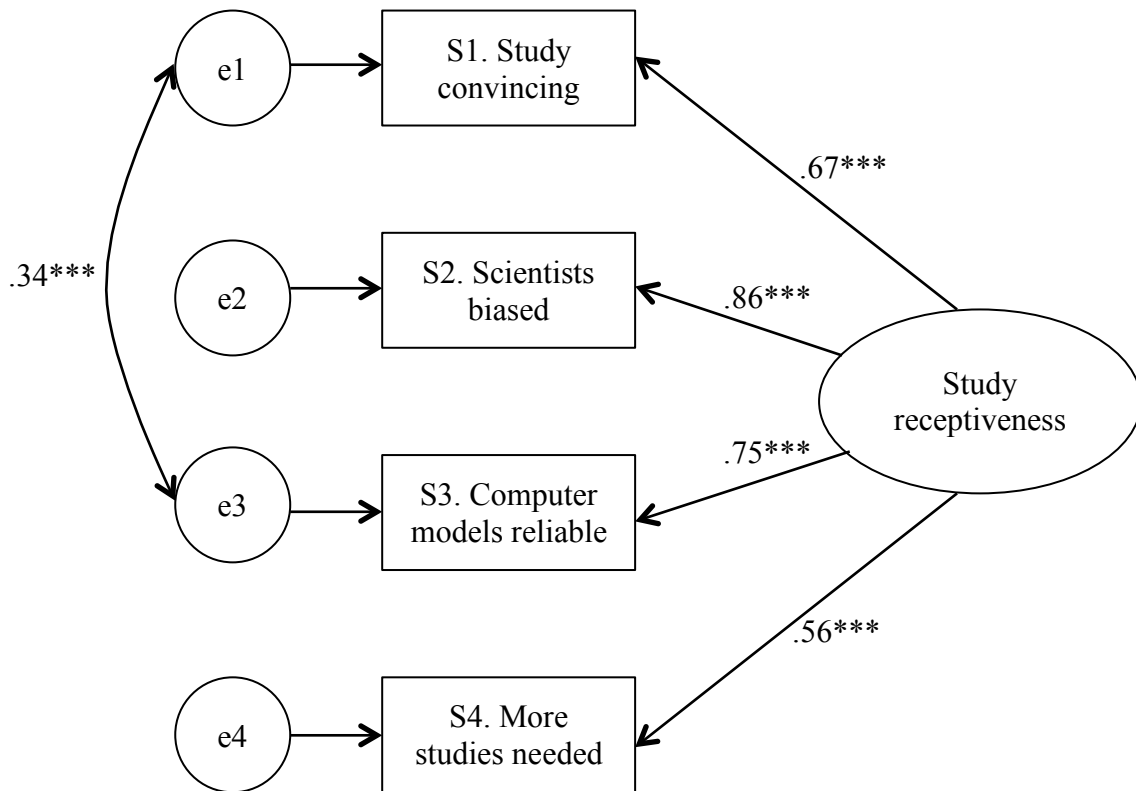 e1
S1. Study
convincing
.67***
.34***
e2
S2. Scientists
biased
.86***
Study
receptiveness
.75***
e3
S3. Computer
models reliable
.56***
e4
S4. More
studies needed